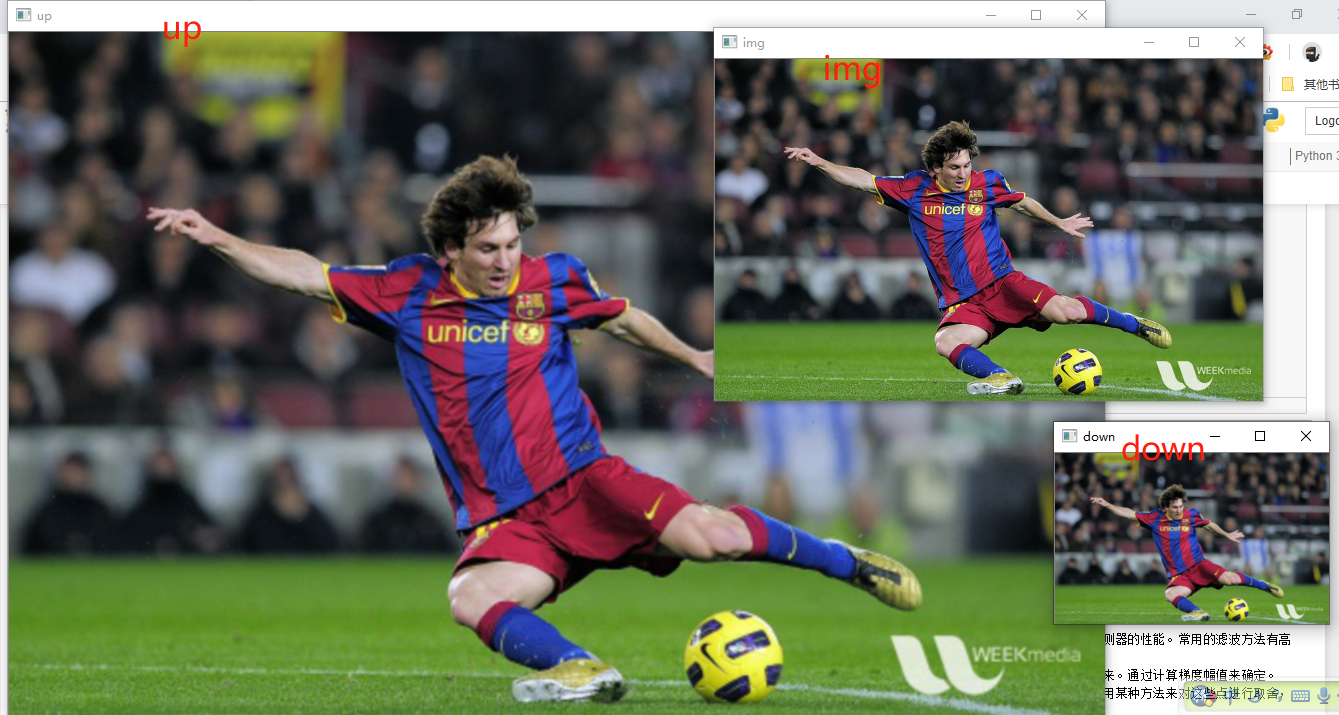 up
up
unicef
WEEKmedia
img
img
unicef
WEEKmedia
down
down
unicef
其他书
Logo
Python 3
测器的性能。常用的滤波方法有高
来。通过计算梯度幅值来确定。
用某种方法来对这些点进行取舍,